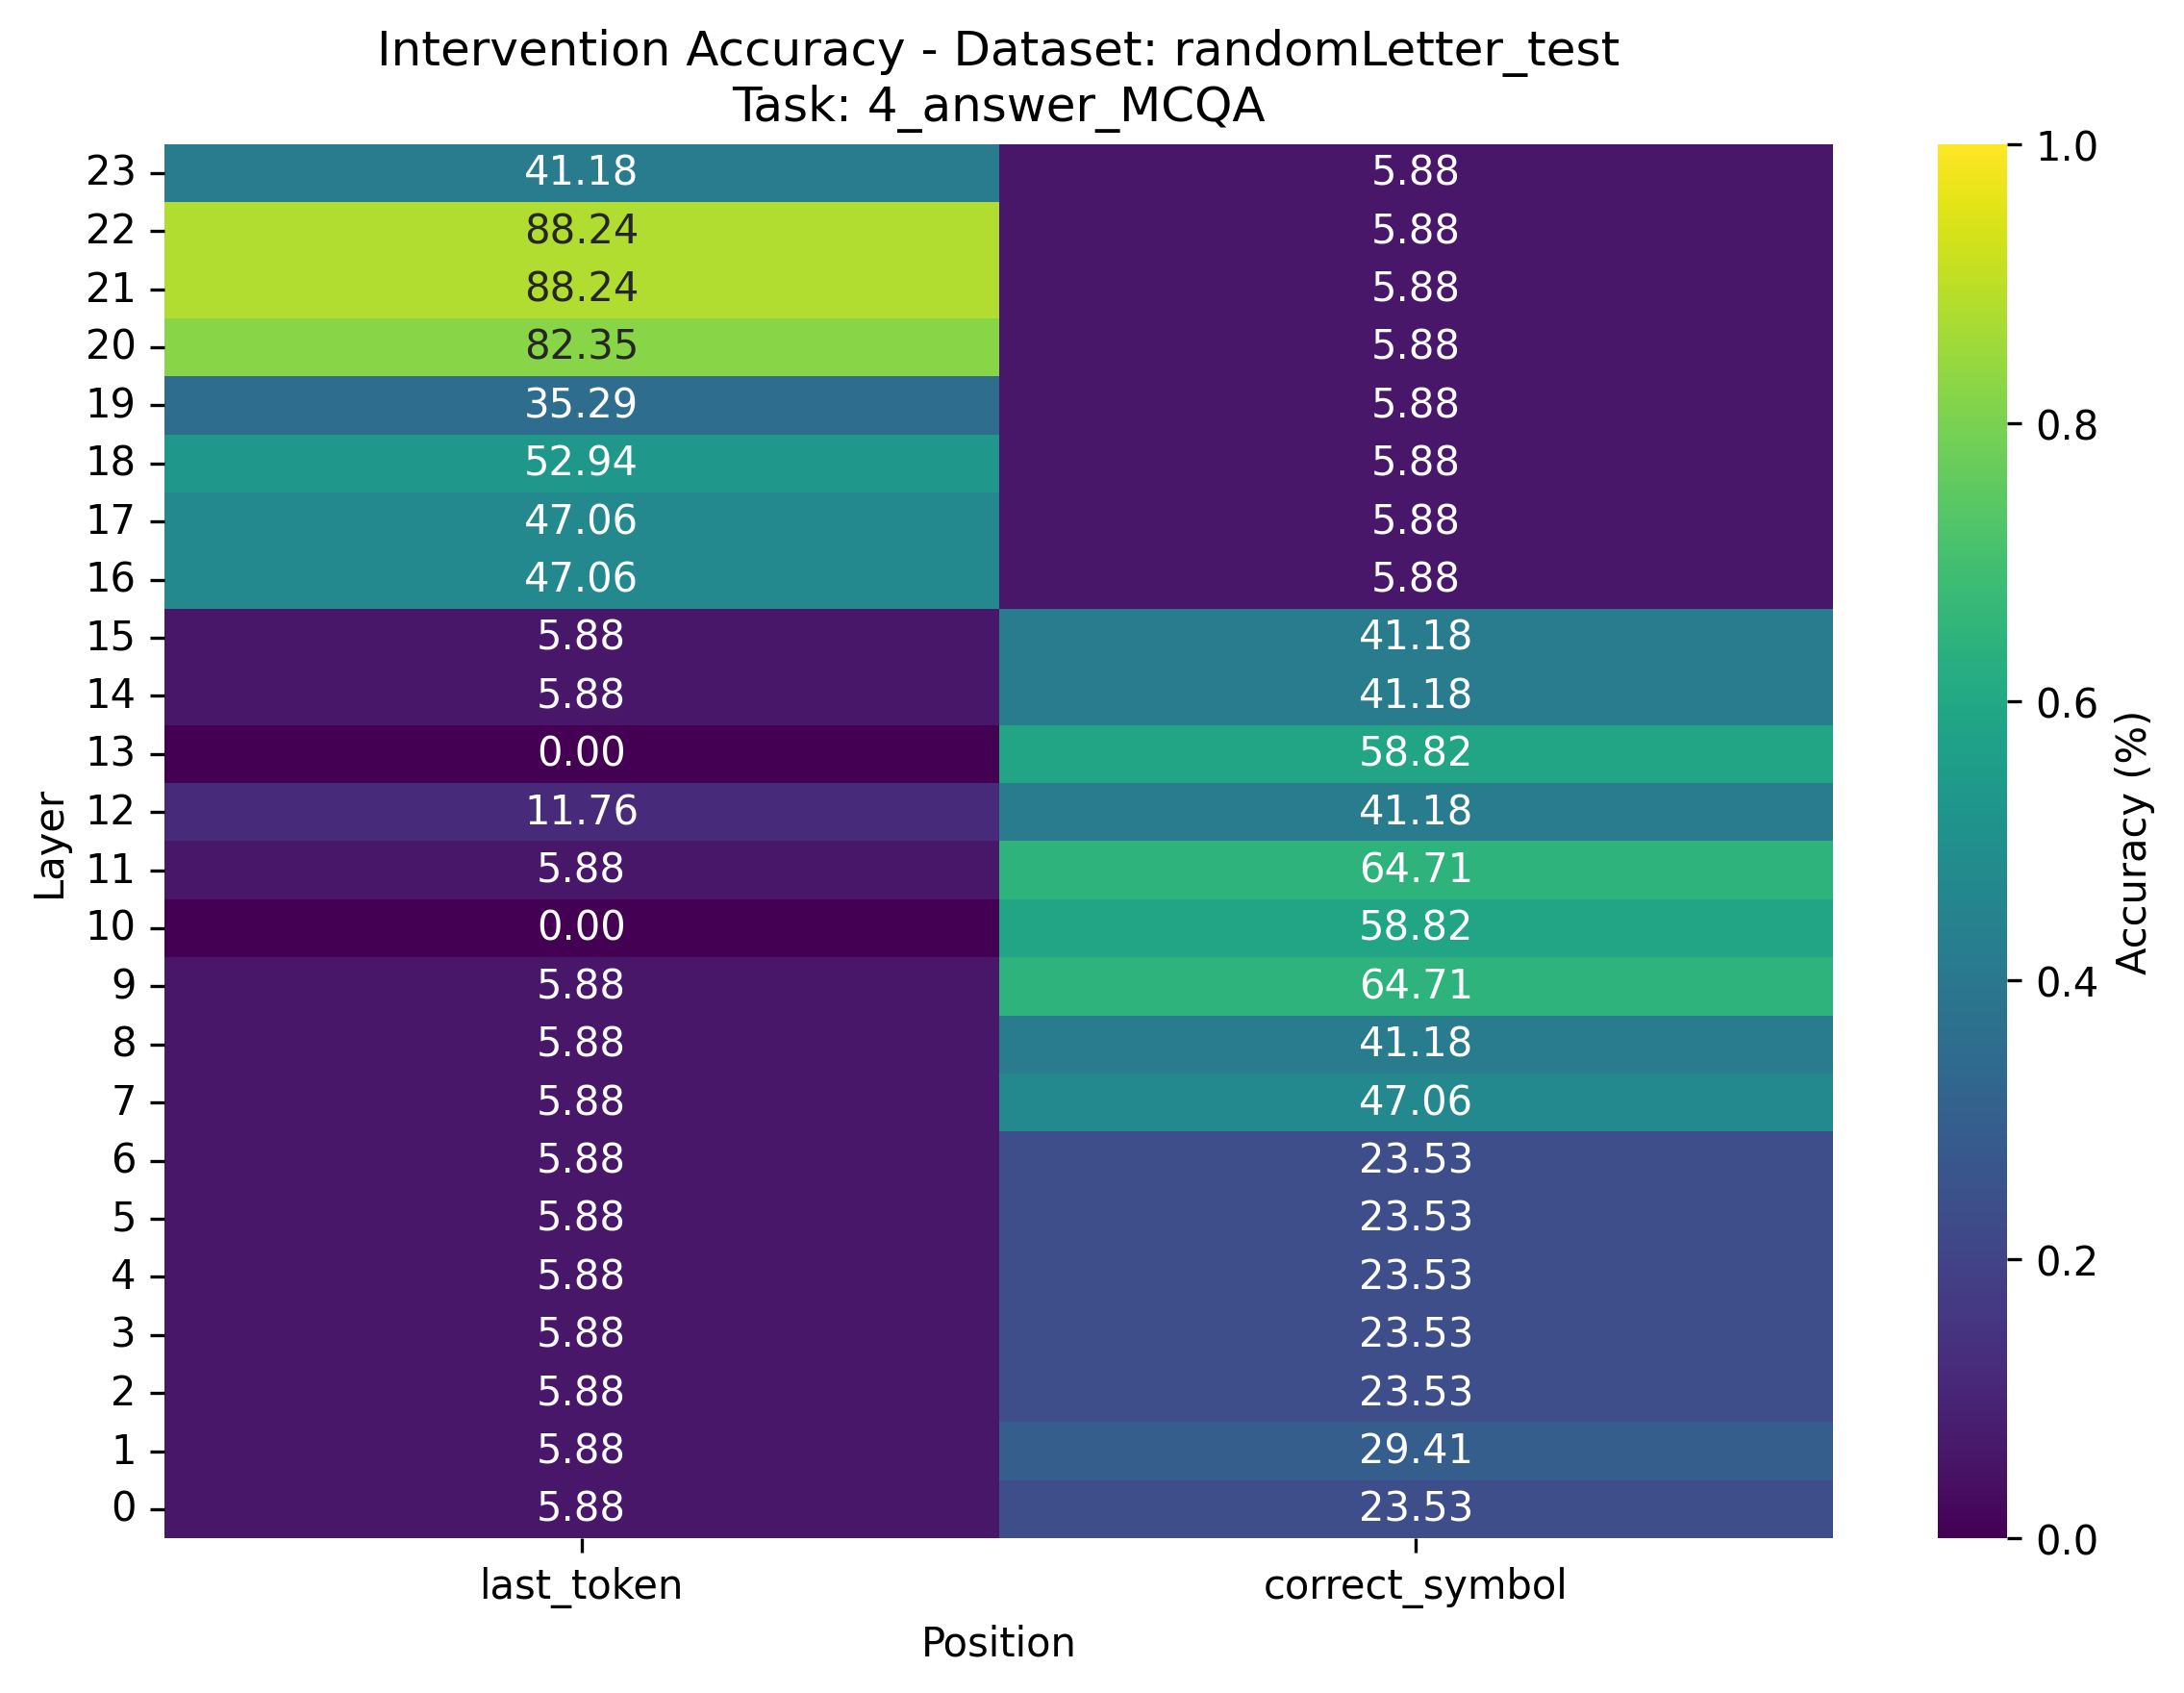 Intervention Accuracy - Dataset: randomLetter_test
Task: 4_answer_MCQA
23 41.18 5.88
22 88.24 5.88
21 88.24 5.88
20 82.35 5.88
19 35.29 5.88
18 52.94 5.88
17 47.06 5.88
16 47.06 5.88
15 5.88 41.18
14 5.88 41.18
13 0.00 58.82
12 11.76 41.18
11 5.88 64.71
10 0.00 58.82
9 5.88 64.71
8 5.88 41.18
7 5.88 47.06
6 5.88 23.53
5 5.88 23.53
4 5.88 23.53
3 5.88 23.53
2 5.88 23.53
1 5.88 29.41
0 5.88 23.53
last_token correct_symbol
Position
Layer
1.0
0.8
0.6
0.4
0.2
0.0
Accuracy (%)